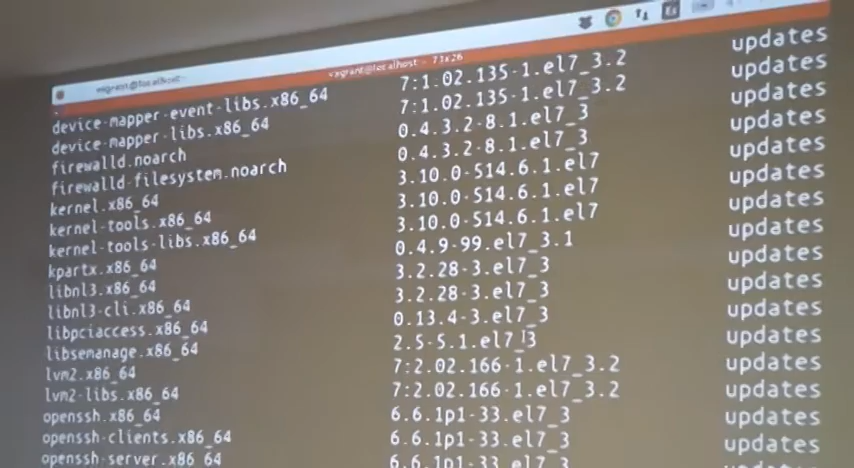 vagrant@localhost:~
vagrant@localhost:~ 73x26
device-mapper-event-libs.x86_64 7:1.02.135-1.el7_3.2 updates
device-mapper-libs.x86_64 7:1.02.135-1.el7_3.2 updates
firewalld.noarch 0.4.3.2-8.1.el7_3 updates
firewalld-filesystem.noarch 0.4.3.2-8.1.el7_3 updates
kernel.x86_64 3.10.0-514.6.1.el7 updates
kernel-tools.x86_64 3.10.0-514.6.1.el7 updates
kernel-tools-libs.x86_64 3.10.0-514.6.1.el7 updates
kpartx.x86_64 0.4.9-99.el7_3.1 updates
libnl3.x86_64 3.2.28-3.el7_3 updates
libnl3-cli.x86_64 3.2.28-3.el7_3 updates
libpciaccess.x86_64 0.13.4-3.el7_3 updates
libsemanage.x86_64 2.5-5.1.el7_3 updates
lvm2.x86_64 7:2.02.166-1.el7_3.2 updates
lvm2-libs.x86_64 7:2.02.166-1.el7_3.2 updates
openssh.x86_64 6.6.1p1-33.el7_3 updates
openssh-clients.x86_64 6.6.1p1-33.el7_3 updates
openssh-server.x86_64 6.6.1p1-33.el7_3